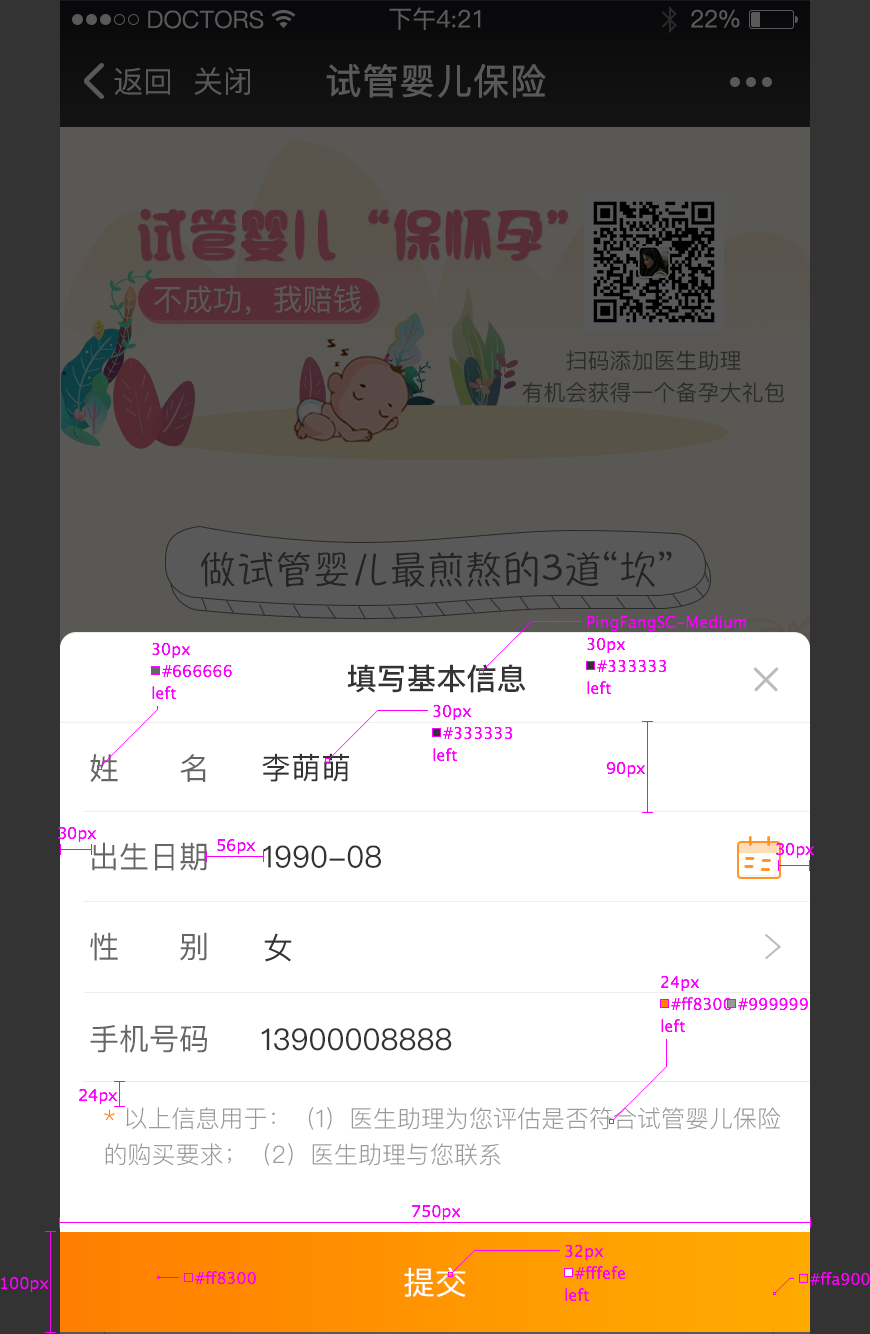 DOCTORS 下午4:21 22%
返回 关闭 试管婴儿保险
试管婴儿“保怀孕”
不成功，我赔钱
扫码添加医生助理
有机会获得一个备孕大礼包
做试管婴儿最煎熬的3道“坎”
PingFangSC-Medium
30px
#333333
left
30px
#666666
left
填写基本信息
30px
#333333
left
姓 名 李萌萌
90px
30px
出生日期 56px 1990-08
30px
性 别 女
24px
#ff8300 #999999
left
手机号码 13900008888
24px
* 以上信息用于：（1）医生助理为您评估是否符合试管婴儿保险
的购买要求；（2）医生助理与您联系
750px
100px
#ff8300
提交
32px
#fffefe
left
#ffa900